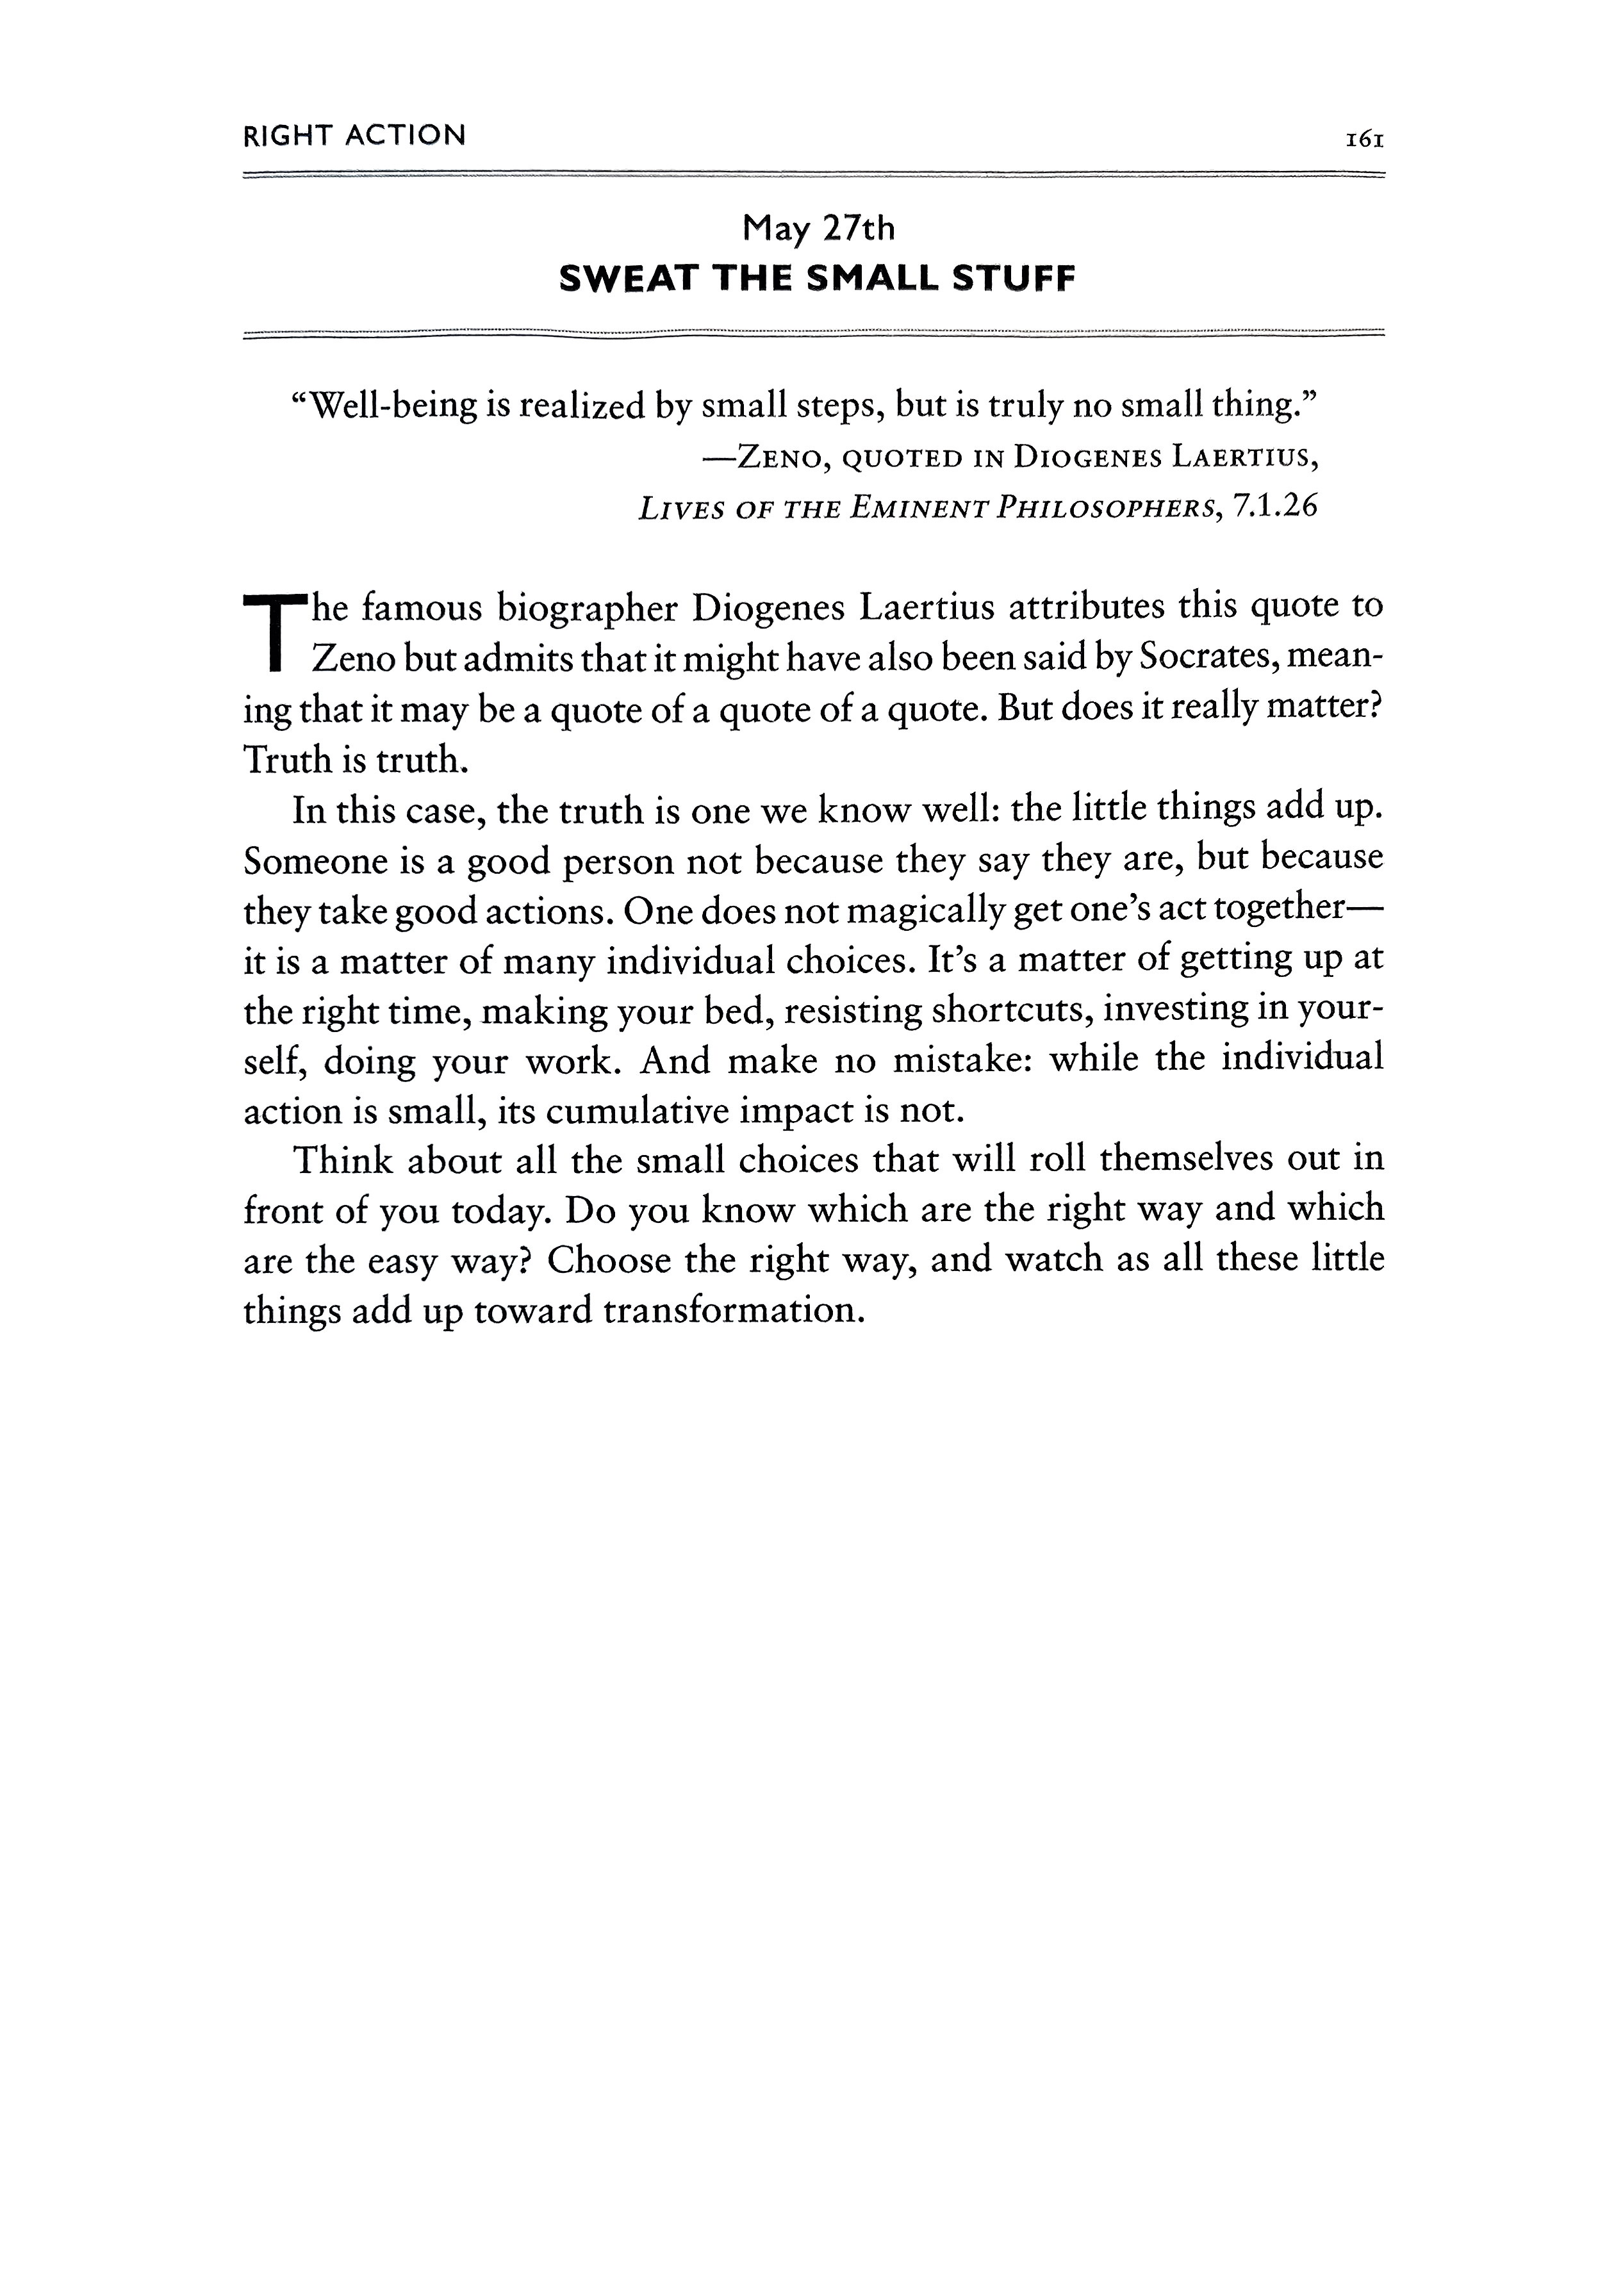 RIGHT ACTION 161
May 27th
SWEAT THE SMALL STUFF
“Well-being is realized by small steps, but is truly no small thing.”
—ZENO, QUOTED IN DIOGENES LAERTIUS,
LIVES OF THE EMINENT PHILOSOPHERS, 7.1.26
The famous biographer Diogenes Laertius attributes this quote to
Zeno but admits that it might have also been said by Socrates, mean-
ing that it may be a quote of a quote of a quote. But does it really matter?
Truth is truth.
In this case, the truth is one we know well: the little things add up.
Someone is a good person not because they say they are, but because
they take good actions. One does not magically get one’s act together—
it is a matter of many individual choices. It’s a matter of getting up at
the right time, making your bed, resisting shortcuts, investing in your-
self, doing your work. And make no mistake: while the individual
action is small, its cumulative impact is not.
Think about all the small choices that will roll themselves out in
front of you today. Do you know which are the right way and which
are the easy way? Choose the right way, and watch as all these little
things add up toward transformation.